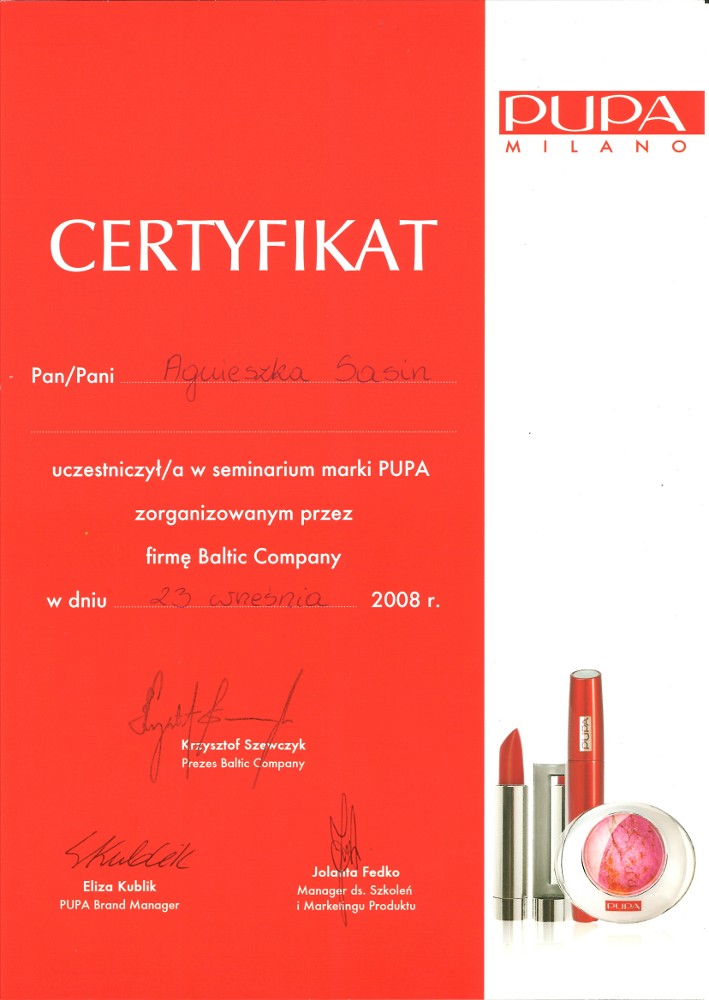 PUPA
MILANO
CERTYFIKAT
Pan/Pani Agnieszka Sasin
uczestniczył/a w seminarium marki PUPA
zorganizowanym przez
firmę Baltic Company
w dniu 23 września 2008 r.
Krzysztof Szewczyk
Prezes Baltic Company
EKublik
Eliza Kublik
PUPA Brand Manager
Jolanta Fedko
Manager ds. Szkoleń
i Marketingu Produktu
PUPA
PUPA